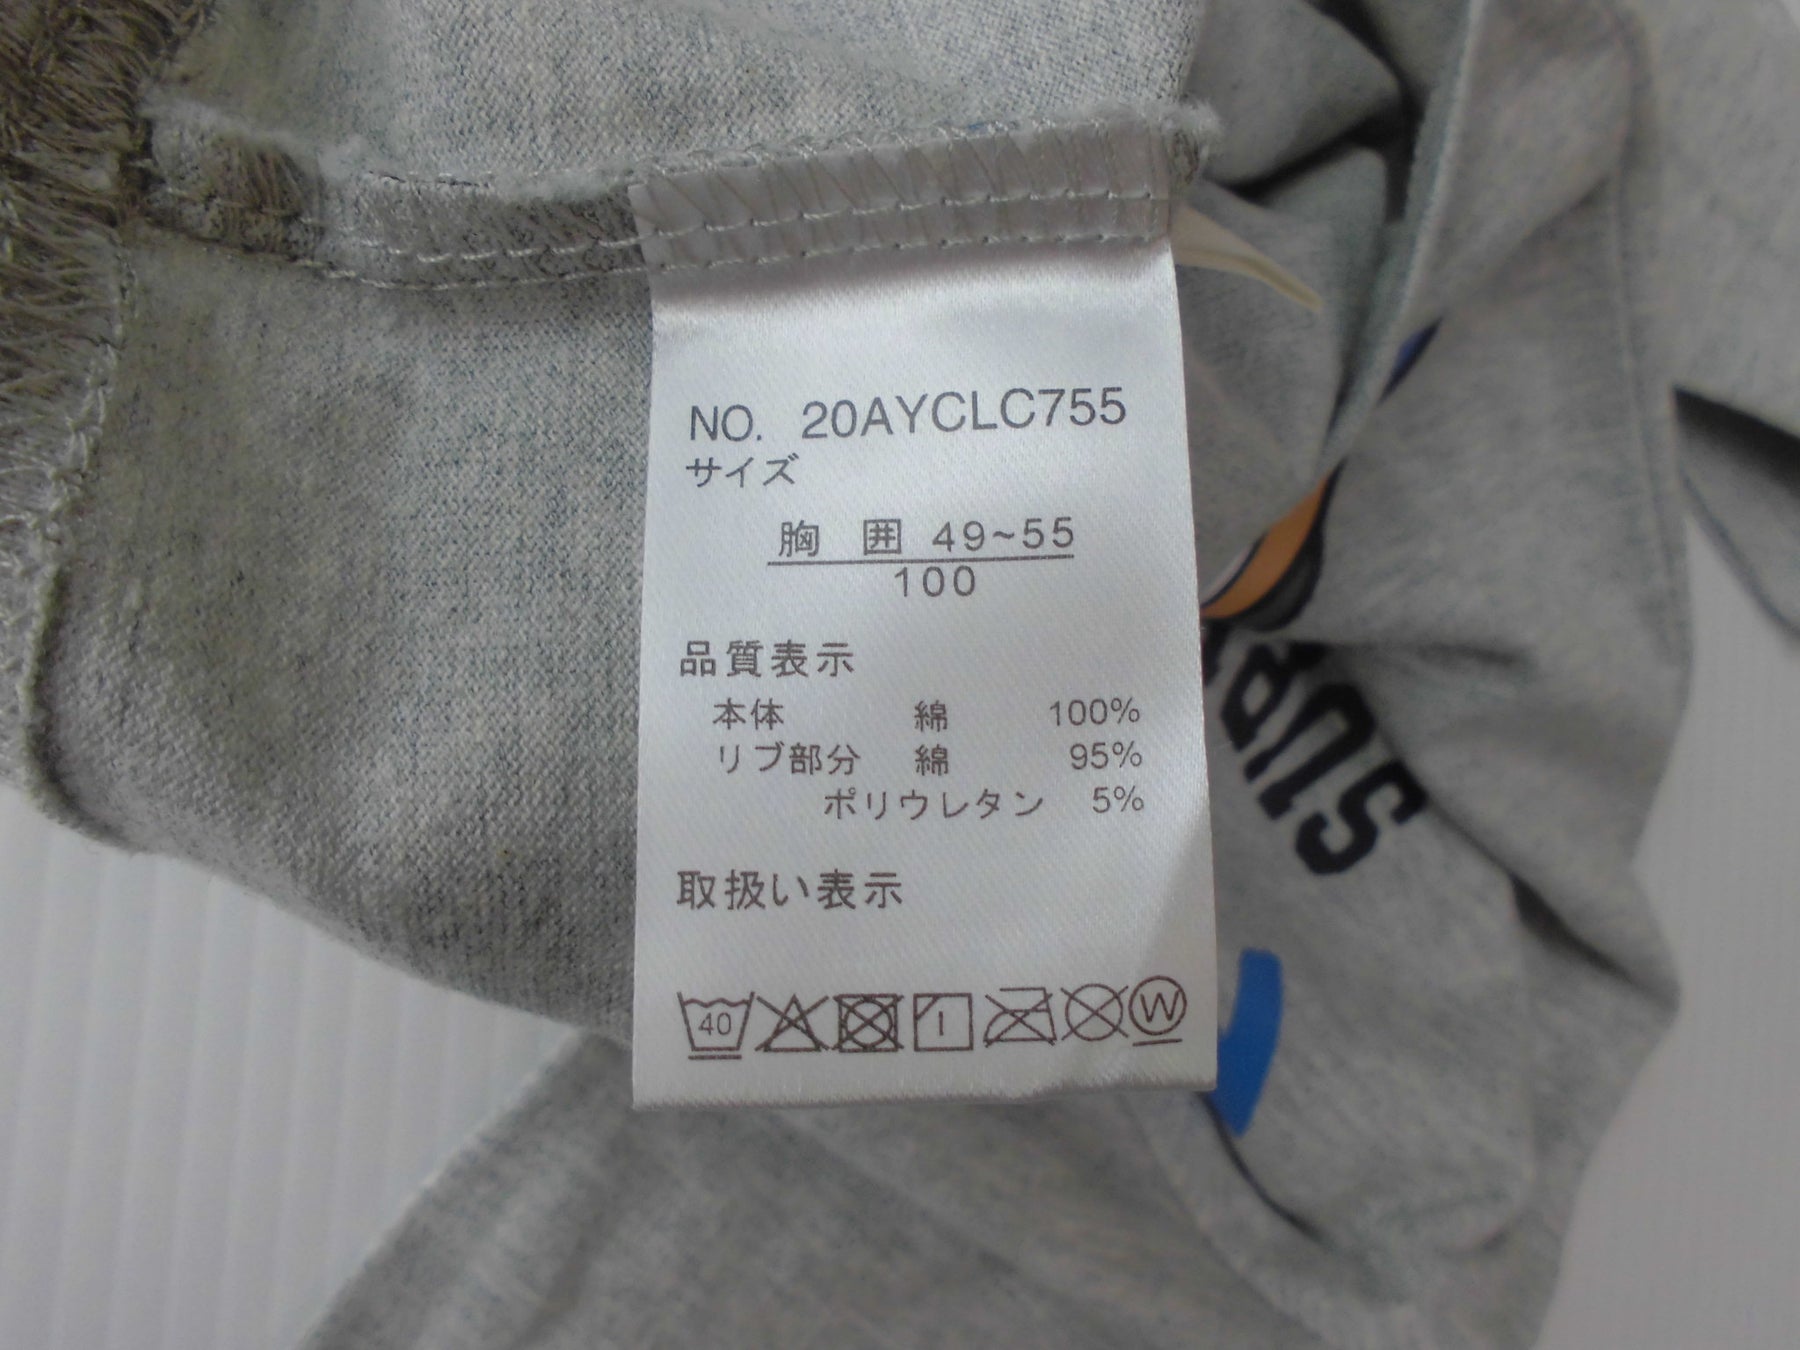 NO. 20AYCLC755
サイズ
胸 囲 49~55
100
品質表示
本体 綿 100%
リブ部分 綿 95%
ポリウレタン 5%
取扱い表示
40
W
SUP